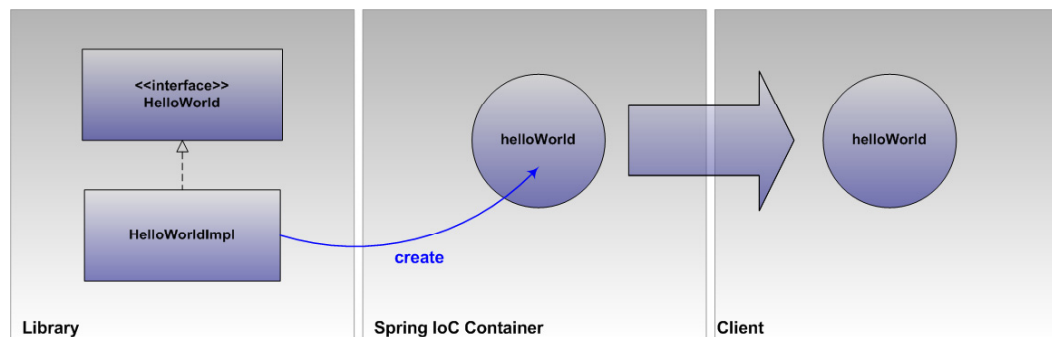 <<interface>>
HelloWorld
HelloWorldImpl
create
helloWorld
helloWorld
Library
Spring IoC Container
Client